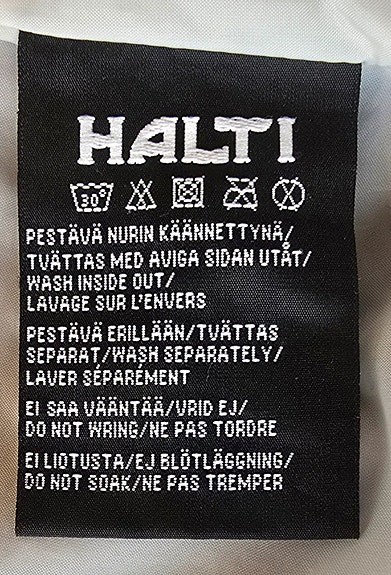 HALTI
30°
PESTÄVÄ NURIN KÄÄNNETTYNÄ/
TVÄTTAS MED AVIGA SIDAN UTÅT/
WASH INSIDE OUT/
LAVAGE SUR L'ENVERS
PESTÄVÄ ERILLÄÄN/TVÄTTAS
SEPARAT/WASH SEPARATELY/
LAVER SÉPARÉMENT
EI SAA VÄÄNTÄÄ/VRID EJ/
DO NOT WRING/NE PAS TORDRE
EI LIOTUSTA/EJ BLÖTLÄGGNING/
DO NOT SOAK/NE PAS TREMPER